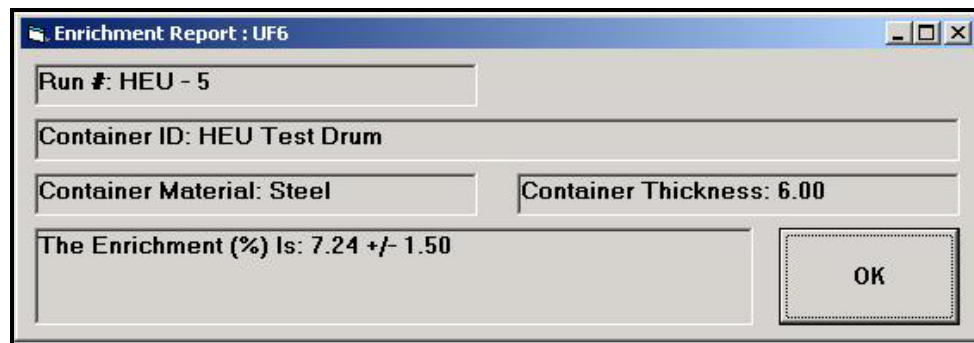 Enrichment Report : UF6
Run #: HEU - 5
Container ID: HEU Test Drum
Container Material: Steel
Container Thickness: 6.00
The Enrichment (%) Is: 7.24 +/- 1.50
OK